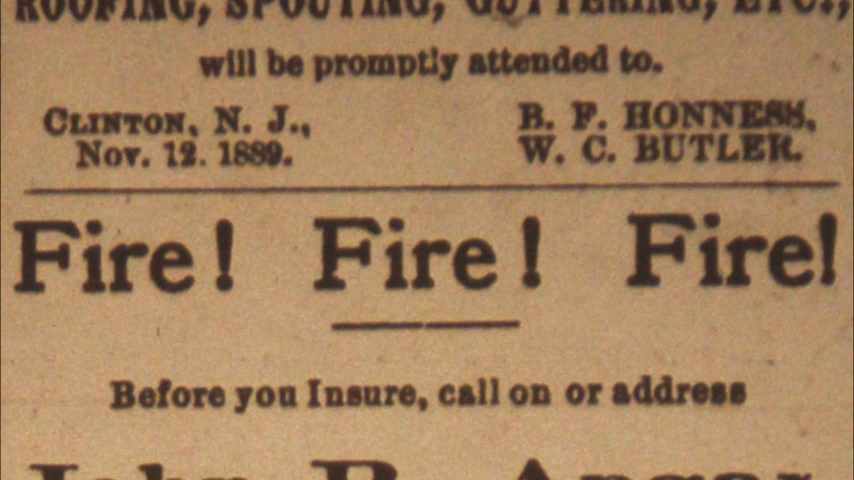 ROOFING, SPOUTING, GUTTERING, ETC.,
will be promptly attended to.
CLINTON, N. J.,
Nov. 12. 1889.
B. F. HONNESS,
W. C. BUTLER.
Fire! Fire! Fire!
Before you Insure, call on or address
John B.